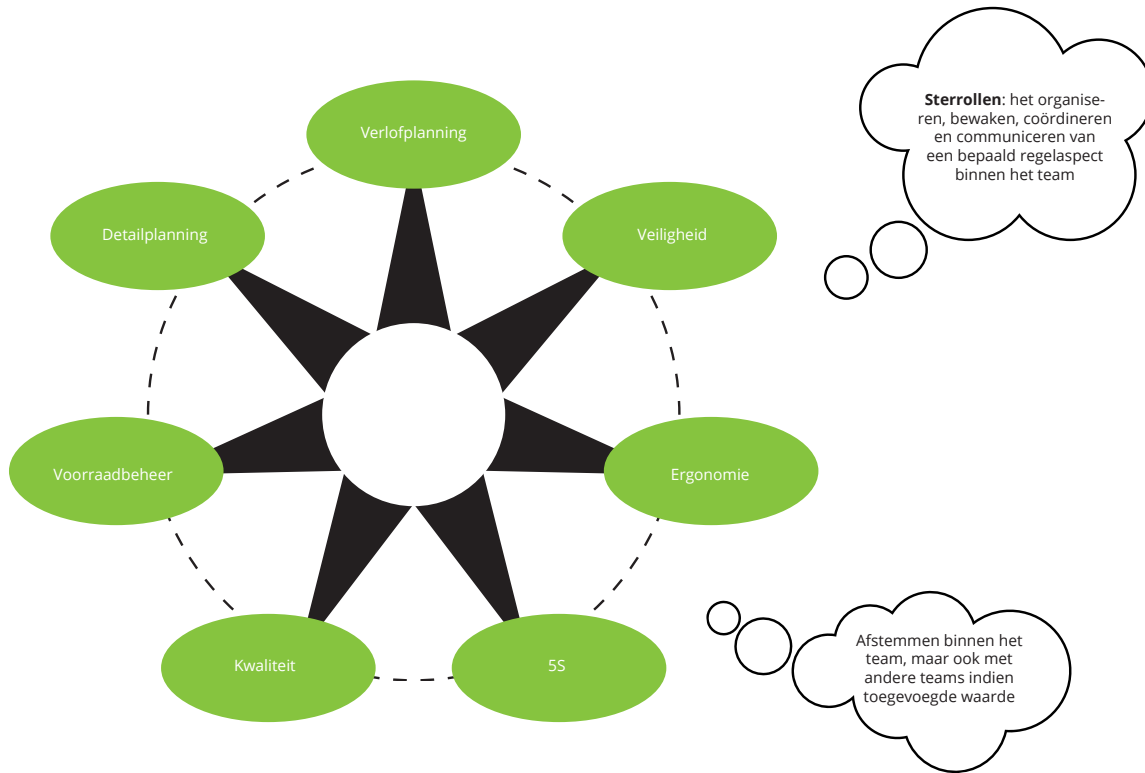 Verlofplanning
Sterrollen: het organise-
ren, bewaken, coördineren
en communiceren van
een bepaald regelaspect
binnen het team
Detailplanning
Veiligheid
Voorraadbeheer
Ergonomie
Kwaliteit
5S
Afstemmen binnen het
team, maar ook met
andere teams indien
toegevoegde waarde